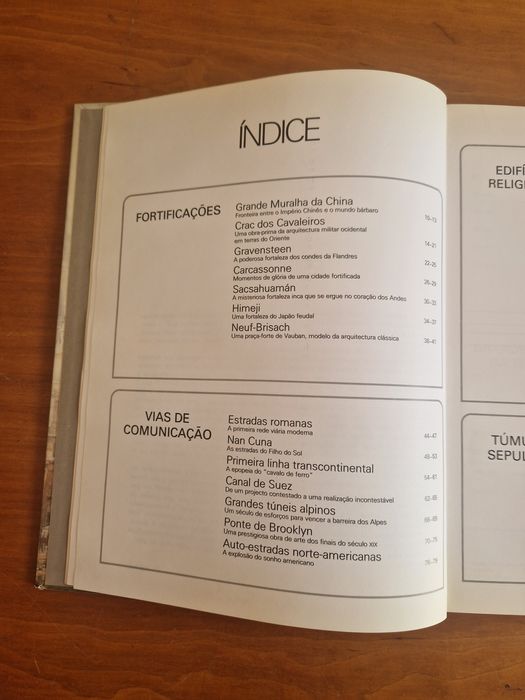 ÍNDICE
FORTIFICAÇÕES
Grande Muralha da China
Fronteira entre o Império Chinês e o mundo bárbaro
10-13
Crac dos Cavaleiros
Uma obra-prima da arquitectura militar ocidental
em terras do Oriente
14-21
Gravensteen
A poderosa fortaleza dos condes da Flandres
22-25
Carcassonne
Momentos de glória de uma cidade fortificada
26-29
Sacsahuamán
A misteriosa fortaleza inca que se ergue no coração dos Andes
30-33
Himeji
Uma fortaleza do Japão feudal
34-37
Neuf-Brisach
Uma praça-forte de Vauban, modelo da arquitectura clássica
38-41
VIAS DE
COMUNICAÇÃO
Estradas romanas
A primeira rede viária moderna
44-47
Nan Cuna
As estradas do Filho do Sol
48-53
Primeira linha transcontinental
A epopeia do "cavalo de ferro"
54-61
Canal de Suez
De um projecto contestado a uma realização incontestável
62-65
Grandes túneis alpinos
Um século de esforços para vencer a barreira dos Alpes
66-69
Ponte de Brooklyn
Uma prestigiosa obra de arte dos finais do século XIX
70-75
Auto-estradas norte-americanas
A explosão do sonho americano
76-79
EDIFÍ
RELIG
TÚMU
SEPUL